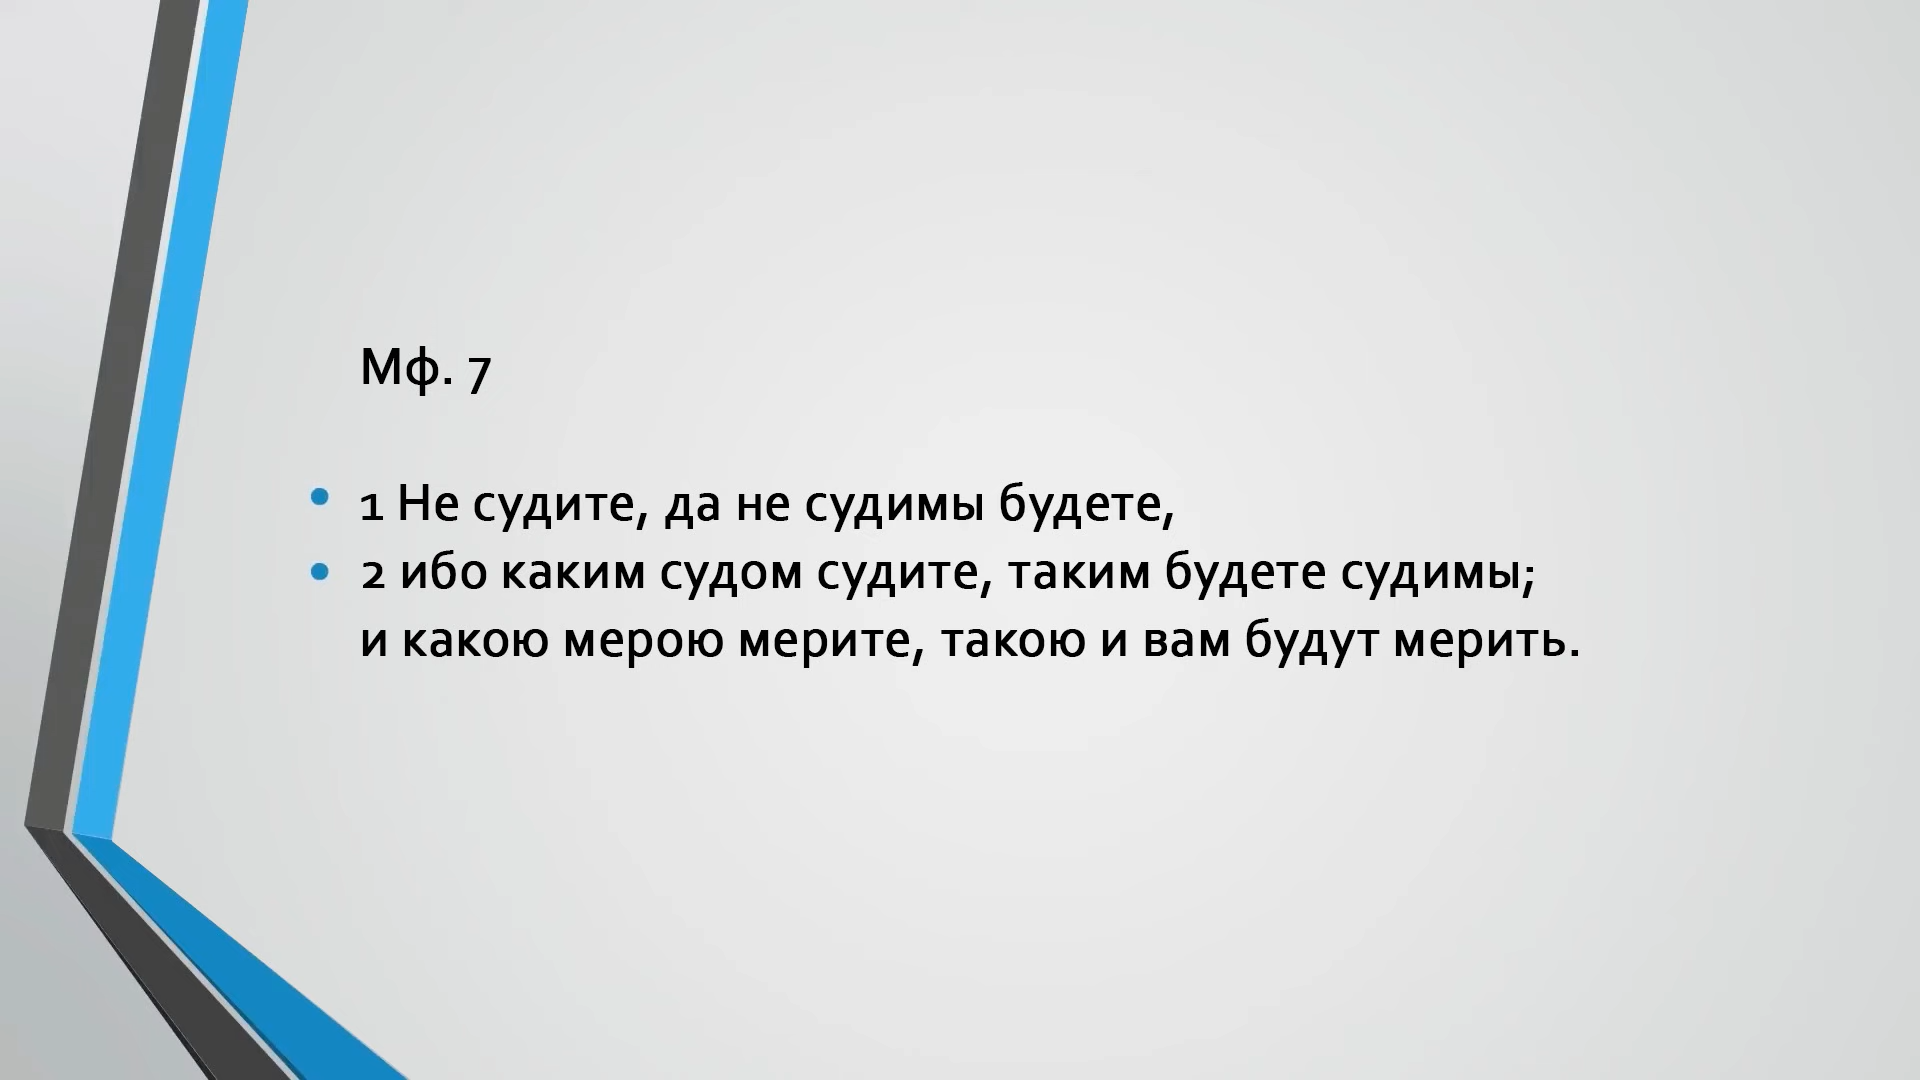 Мф. 7
1 Не судите, да не судимы будете,
2 ибо каким судом судите, таким будете судимы;
и какою мерою мерите, такою и вам будут мерить.